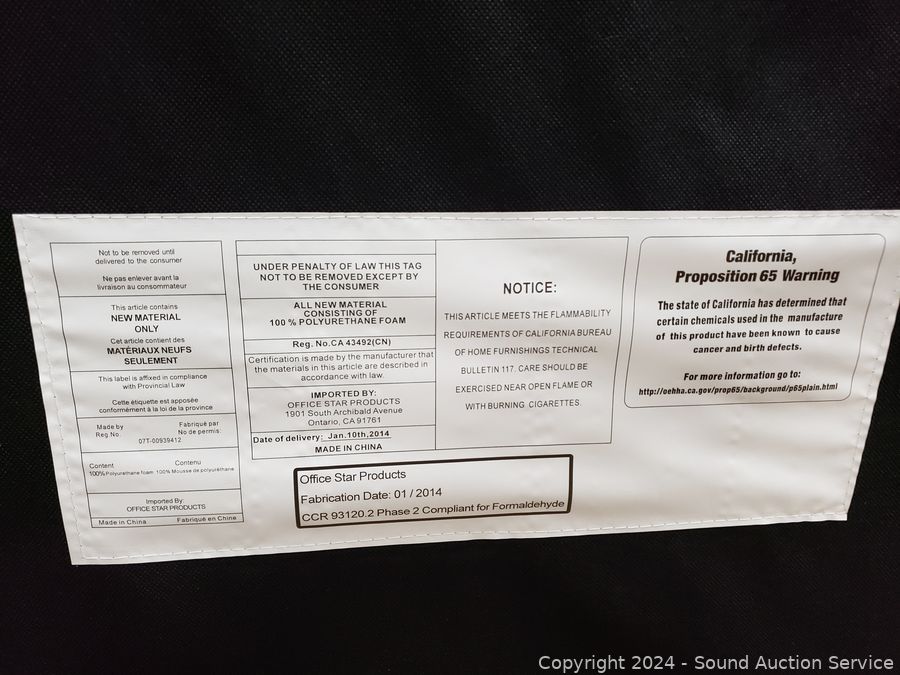 Not to be removed until
delivered to the consumer
Ne pas enlever avant la
livraison au consommateur
This article contains
NEW MATERIAL
ONLY
Cet article contient des
MATÉRIAUX NEUFS
SEULEMENT
This label is affixed in compliance
with Provincial Law
Cette étiquette est apposée
conformément à la loi de la province
Made by Fabriqué par
Reg.No. No de permis:
07T-00939412
Content Contenu
100% Polyurethane foam 100% Mousse de polyuréthane
Imported By:
OFFICE STAR PRODUCTS
Made in China Fabriqué en Chine
UNDER PENALTY OF LAW THIS TAG
NOT TO BE REMOVED EXCEPT BY
THE CONSUMER
ALL NEW MATERIAL
CONSISTING OF
100 % POLYURETHANE FOAM
Reg. No.CA 43492(CN)
Certification is made by the manufacturer that
the materials in this article are described in
accordance with law.
IMPORTED BY:
OFFICE STAR PRODUCTS
1901 South Archibald Avenue
Ontario, CA 91761
Date of delivery: Jan.10th,2014
MADE IN CHINA
NOTICE:
THIS ARTICLE MEETS THE FLAMMABILITY
REQUIREMENTS OF CALIFORNIA BUREAU
OF HOME FURNISHINGS TECHNICAL
BULLETIN 117. CARE SHOULD BE
EXERCISED NEAR OPEN FLAME OR
WITH BURNING CIGARETTES.
California,
Proposition 65 Warning
The state of California has determined that
certain chemicals used in the manufacture
of this product have been known to cause
cancer and birth defects.
For more information go to:
http://oehha.ca.gov/prop65/background/p65plain.html
Office Star Products
Fabrication Date: 01 / 2014
CCR 93120.2 Phase 2 Compliant for Formaldehyde
Copyright 2024 - Sound Auction Service